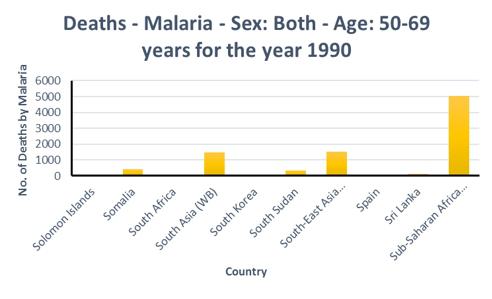 Deaths - Malaria - Sex: Both - Age: 50-69
years for the year 1990
No. of Deaths by Malaria
6000
5000
4000
3000
2000
1000
0
Solomon Islands
Somalia
South Africa
South Asia (WB)
South Korea
South Sudan
South-East Asia...
Spain
Sri Lanka
Sub-Saharan Africa...
Country